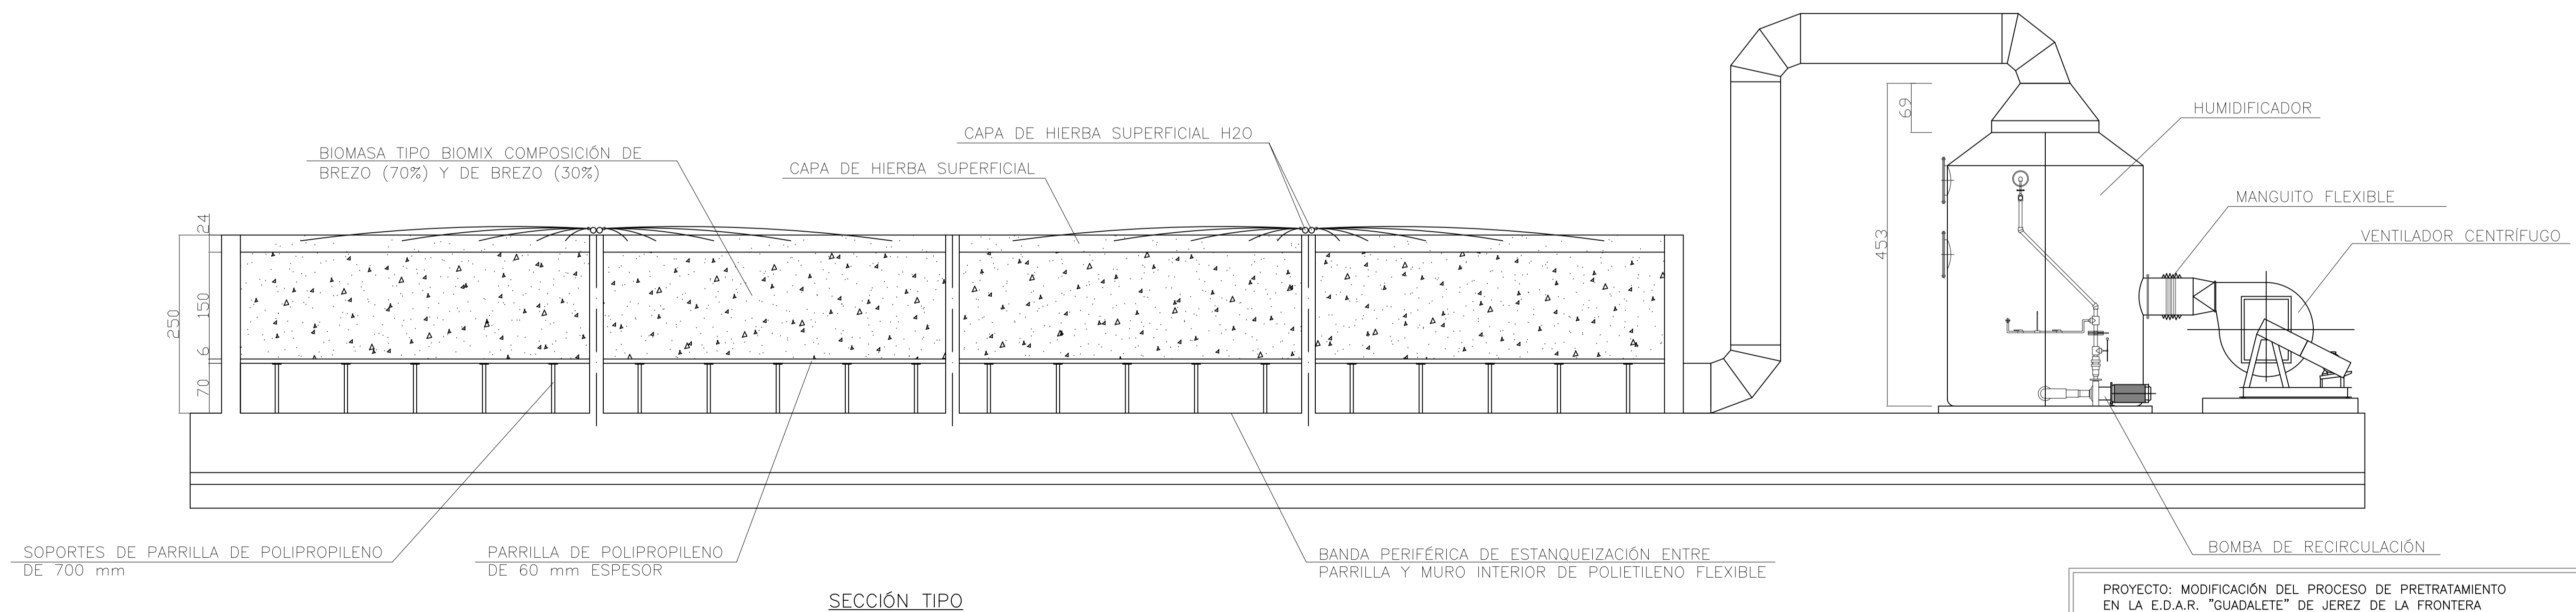 69
HUMIDIFICADOR
CAPA DE HIERBA SUPERFICIAL H2O
BIOMASA TIPO BIOMIX COMPOSICIÓN DE
BREZO (70%) Y DE BREZO (30%)
CAPA DE HIERBA SUPERFICIAL
MANGUITO FLEXIBLE
24
VENTILADOR CENTRÍFUGO
453
250
150
6
70
SOPORTES DE PARRILLA DE POLIPROPILENO
DE 700 mm
PARRILLA DE POLIPROPILENO
DE 60 mm ESPESOR
BANDA PERIFÉRICA DE ESTANQUEIZACIÓN ENTRE
PARRILLA Y MURO INTERIOR DE POLIETILENO FLEXIBLE
BOMBA DE RECIRCULACIÓN
SECCIÓN TIPO
PROYECTO: MODIFICACIÓN DEL PROCESO DE PRETRATAMIENTO
EN LA E.D.A.R. "GUADALETE" DE JEREZ DE LA FRONTERA